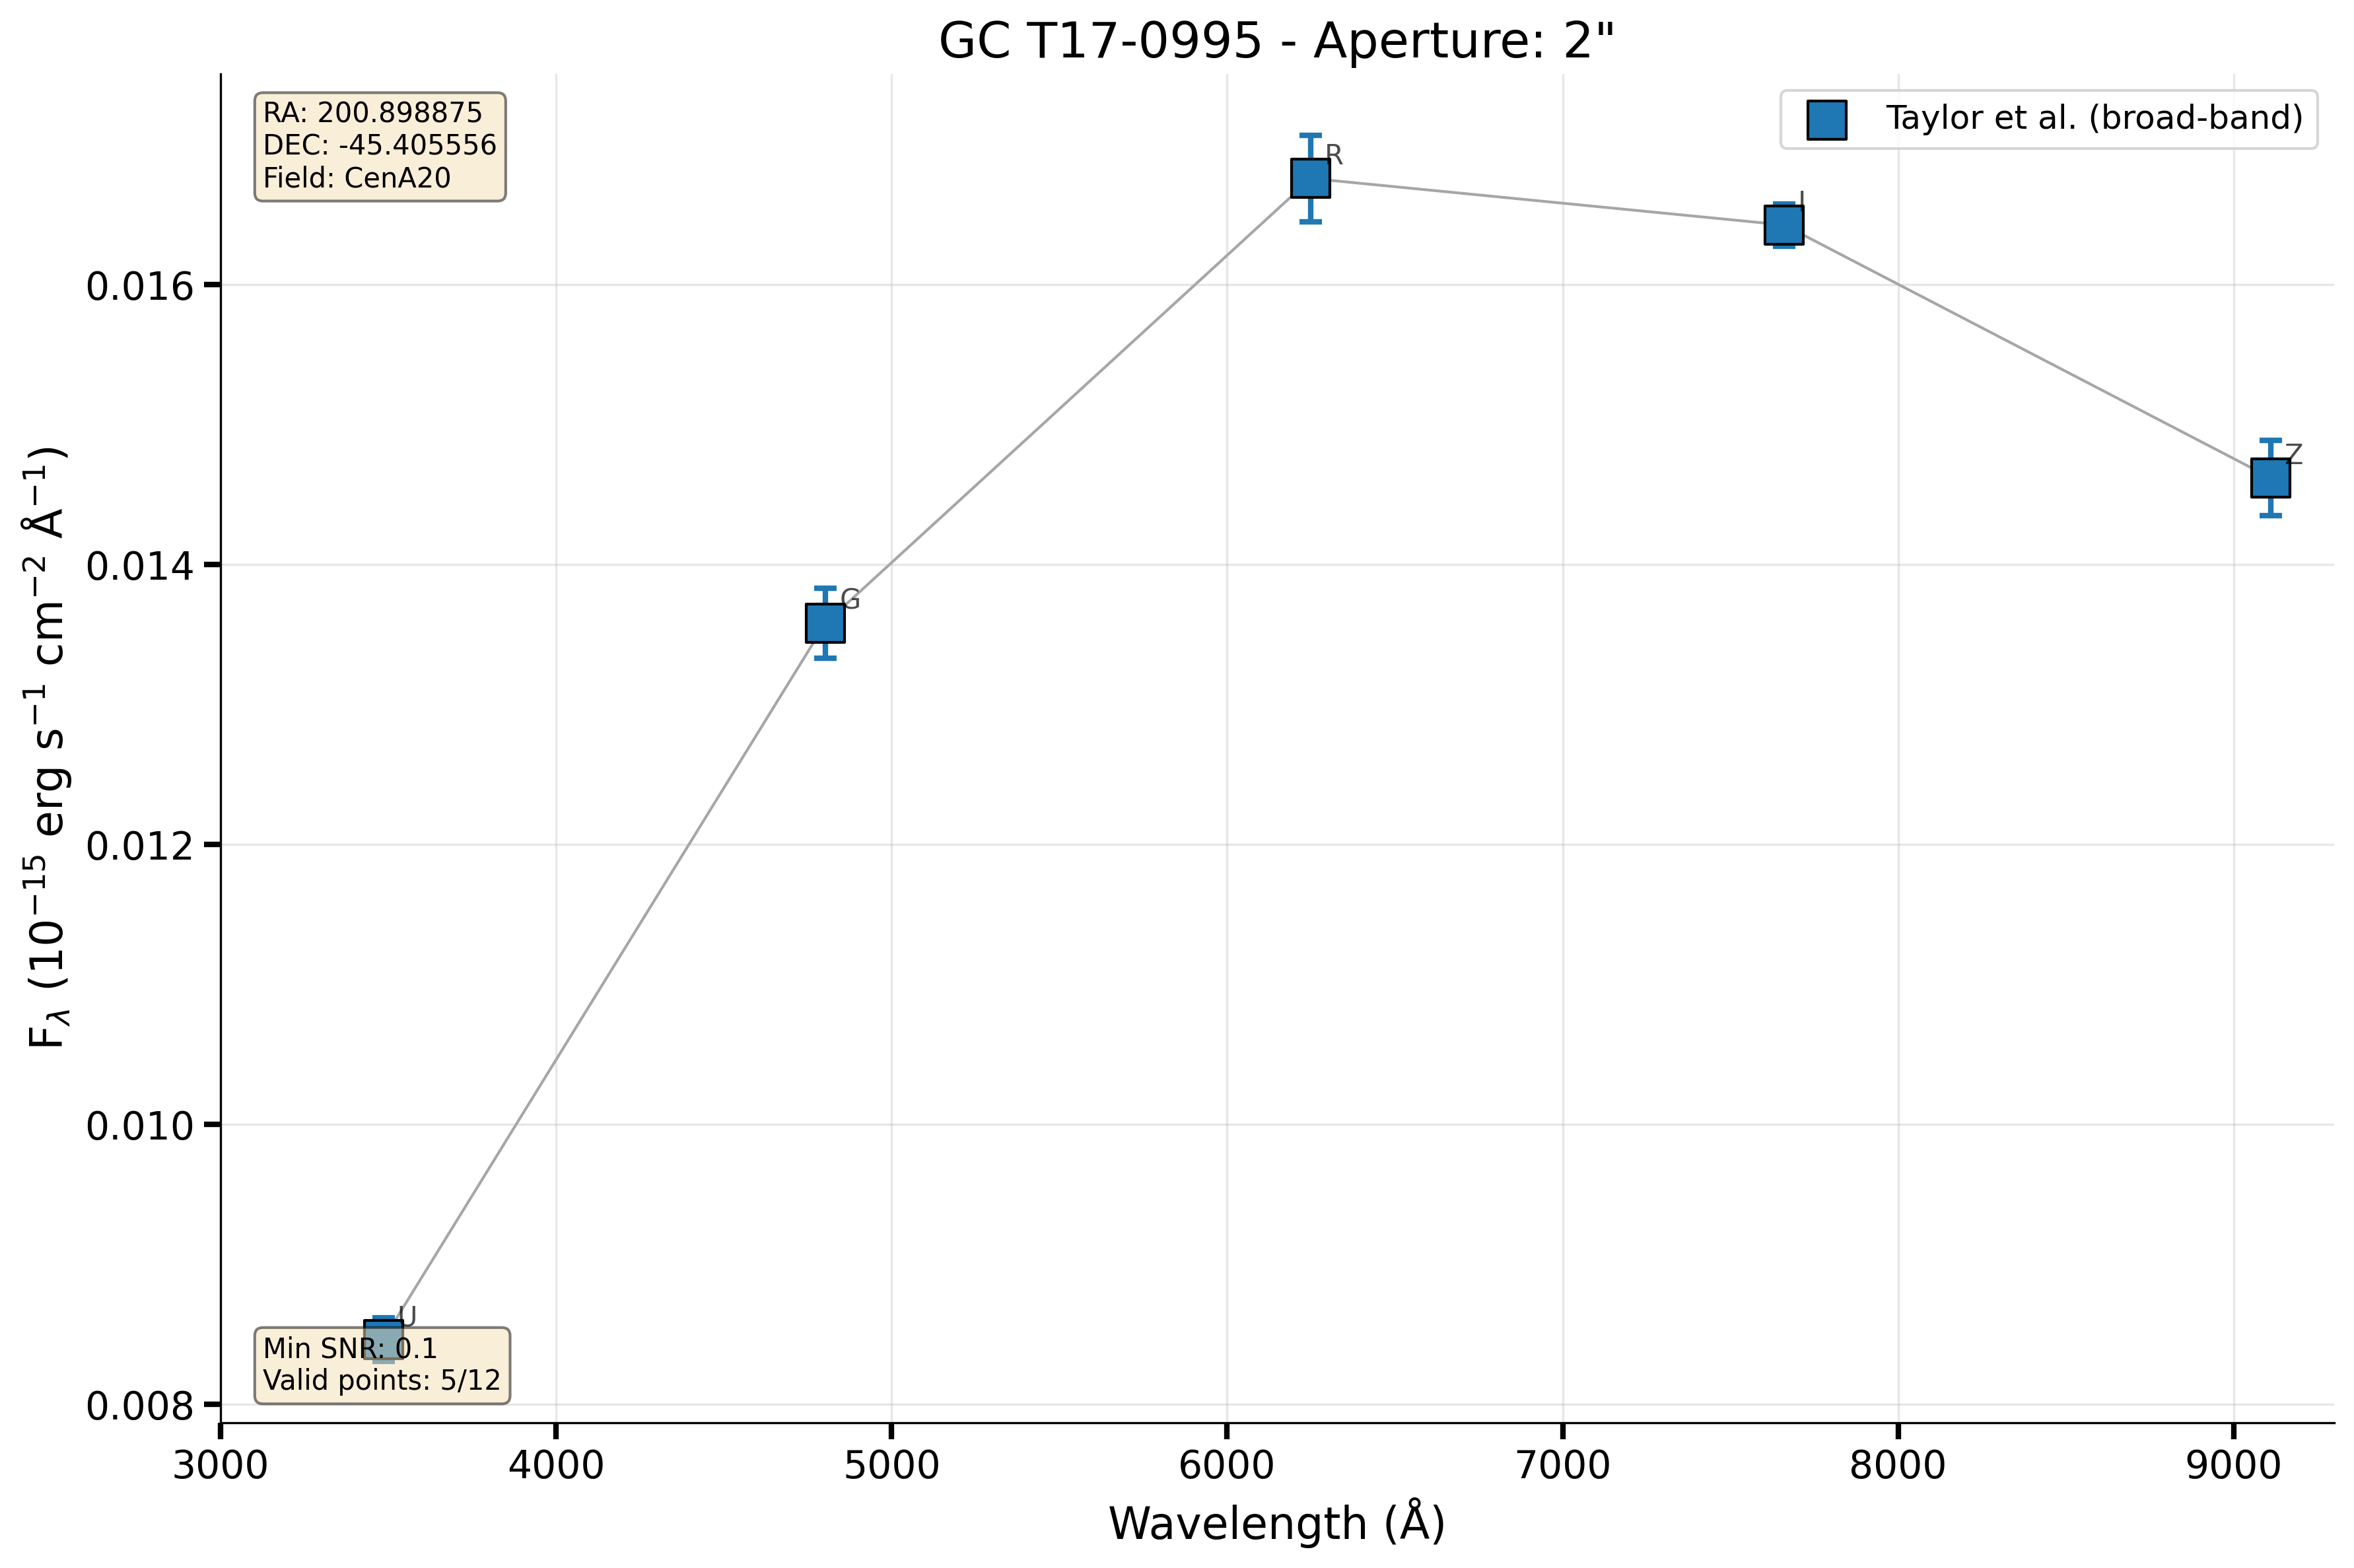 GC T17-0995 - Aperture: 2"
RA: 200.898875
DEC: -45.405556
Field: CenA20
Taylor et al. (broad-band)
R
I
Z
G
U
Min SNR: 0.1
Valid points: 5/12
0.016
0.014
0.012
0.010
0.008
F_λ (10⁻¹⁵ erg s⁻¹ cm⁻² Å⁻¹)
3000 4000 5000 6000 7000 8000 9000
Wavelength (Å)